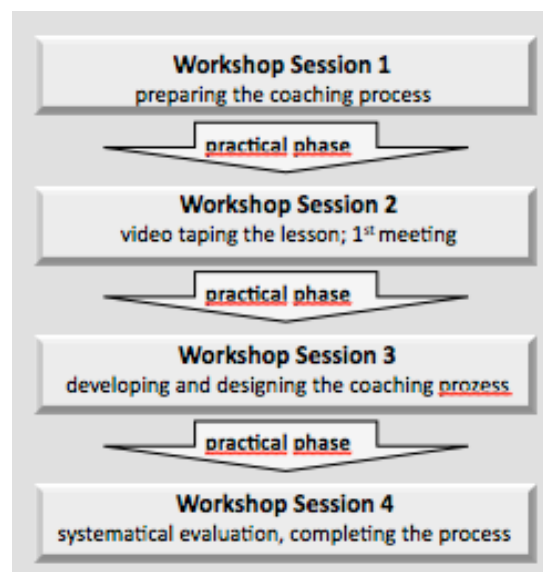 Workshop Session 1
preparing the coaching process
practical phase
Workshop Session 2
video taping the lesson; 1st meeting
practical phase
Workshop Session 3
developing and designing the coaching prozess
practical phase
Workshop Session 4
systematical evaluation, completing the process